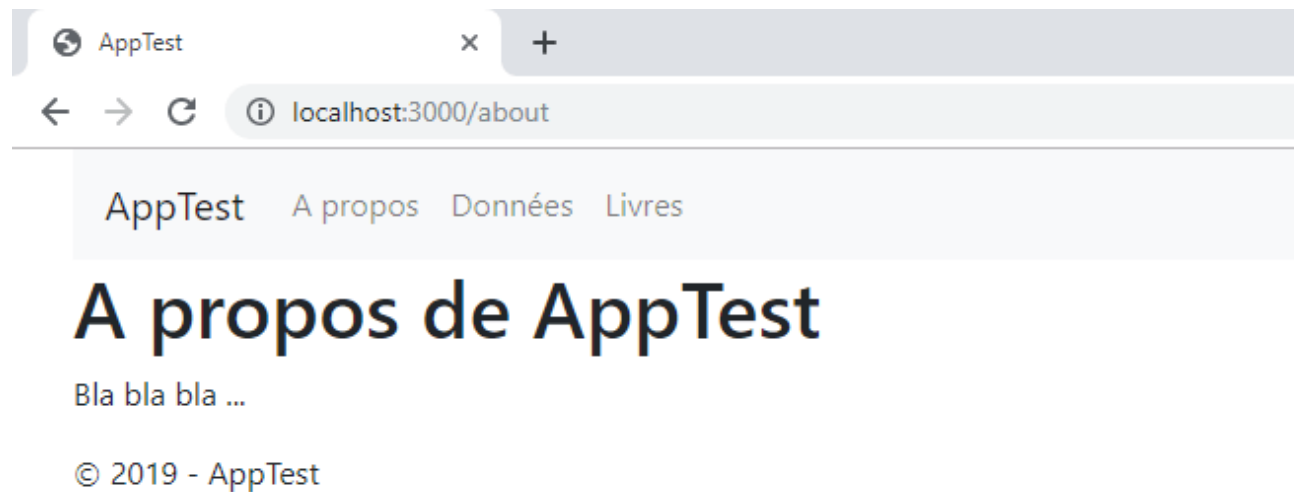 AppTest
localhost:3000/about
AppTest A propos Données Livres
A propos de AppTest
Bla bla bla ...
© 2019 - AppTest